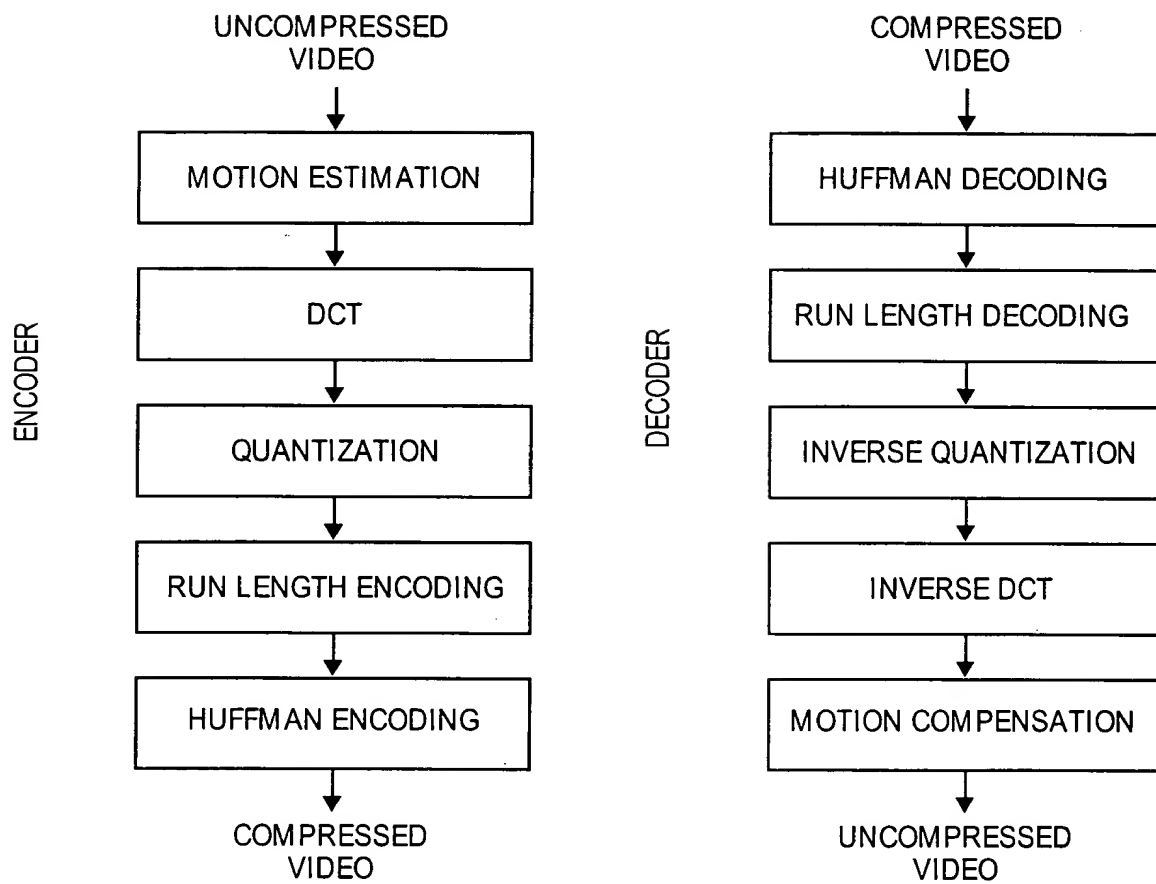 UNCOMPRESSED
VIDEO
MOTION ESTIMATION
DCT
QUANTIZATION
RUN LENGTH ENCODING
HUFFMAN ENCODING
COMPRESSED
VIDEO
ENCODER
COMPRESSED
VIDEO
HUFFMAN DECODING
RUN LENGTH DECODING
INVERSE QUANTIZATION
INVERSE DCT
MOTION COMPENSATION
UNCOMPRESSED
VIDEO
DECODER